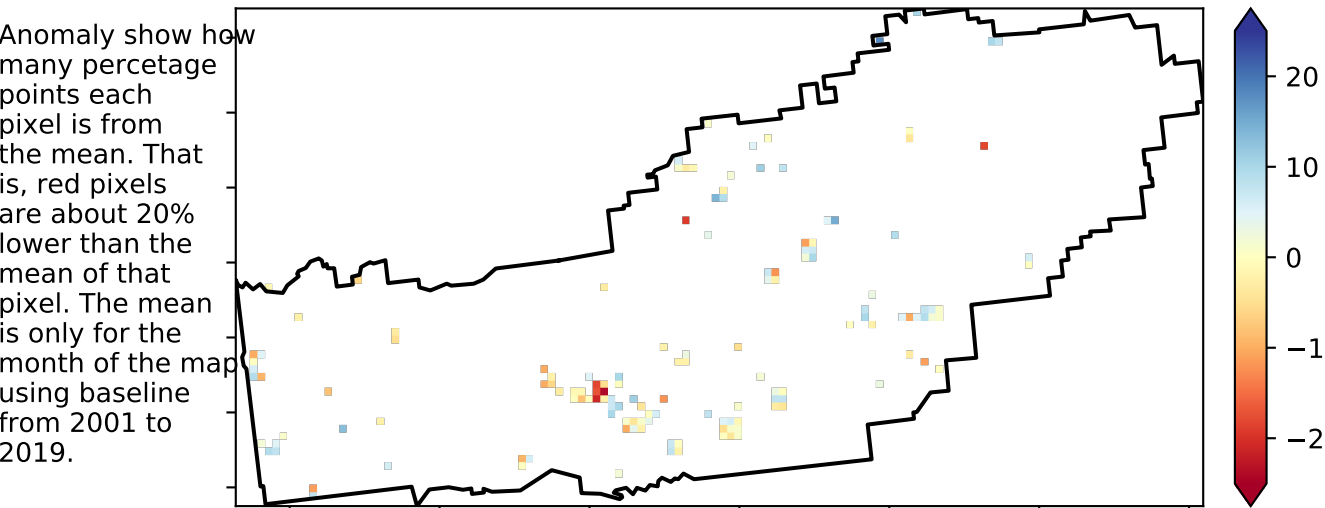 Anomaly show how
many percetage
points each
pixel is from
the mean. That
is, red pixels
are about 20%
lower than the
mean of that
pixel. The mean
is only for the
month of the map
using baseline
from 2001 to
2019.
20
10
0
−1
−2